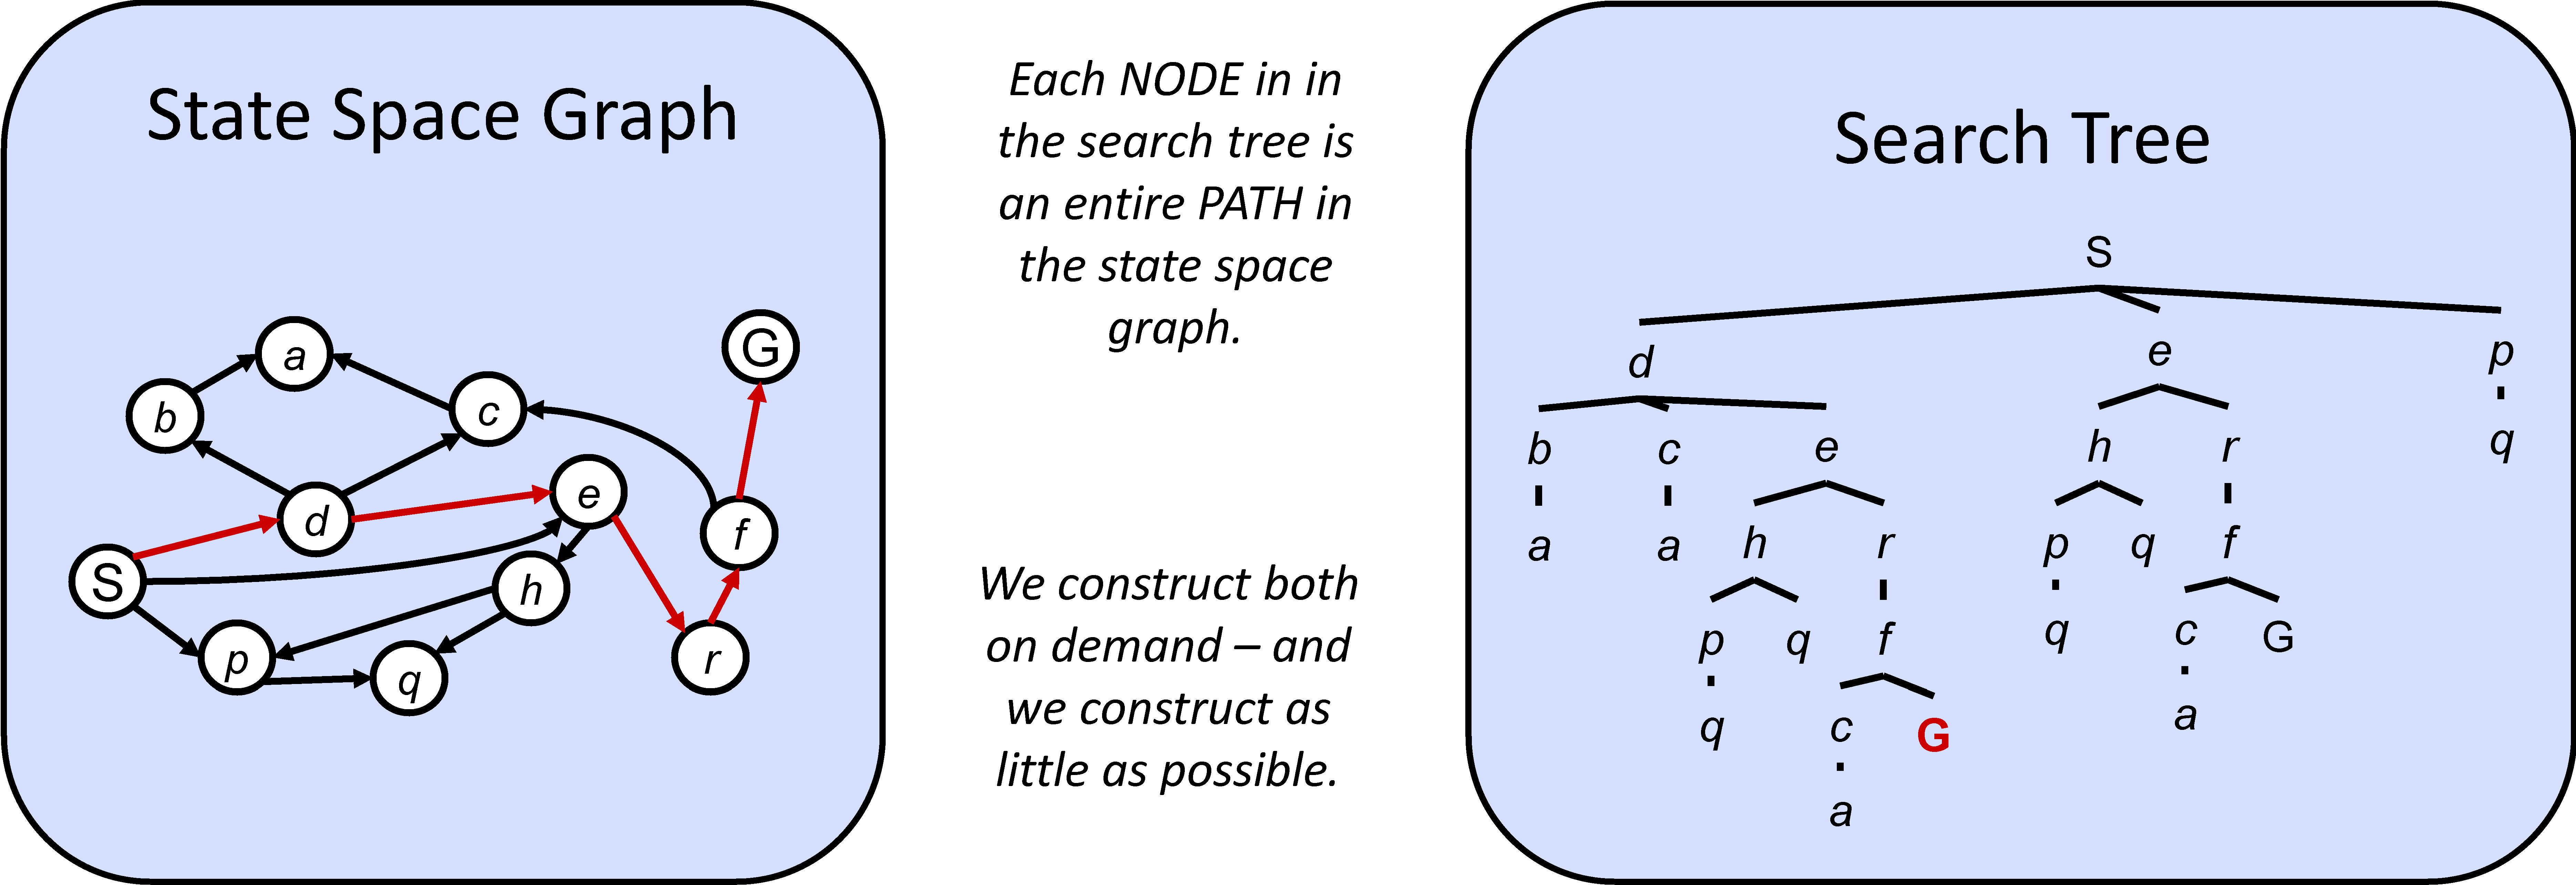 State Space Graph
G
a
b
c
e
d
f
S
h
p
q
r
Each NODE in in
the search tree is
an entire PATH in
the state space
graph.
We construct both
on demand – and
we construct as
little as possible.
Search Tree
S
d e p
b c e h r q
a a h r p q f
p q f q c G
q c G a
a